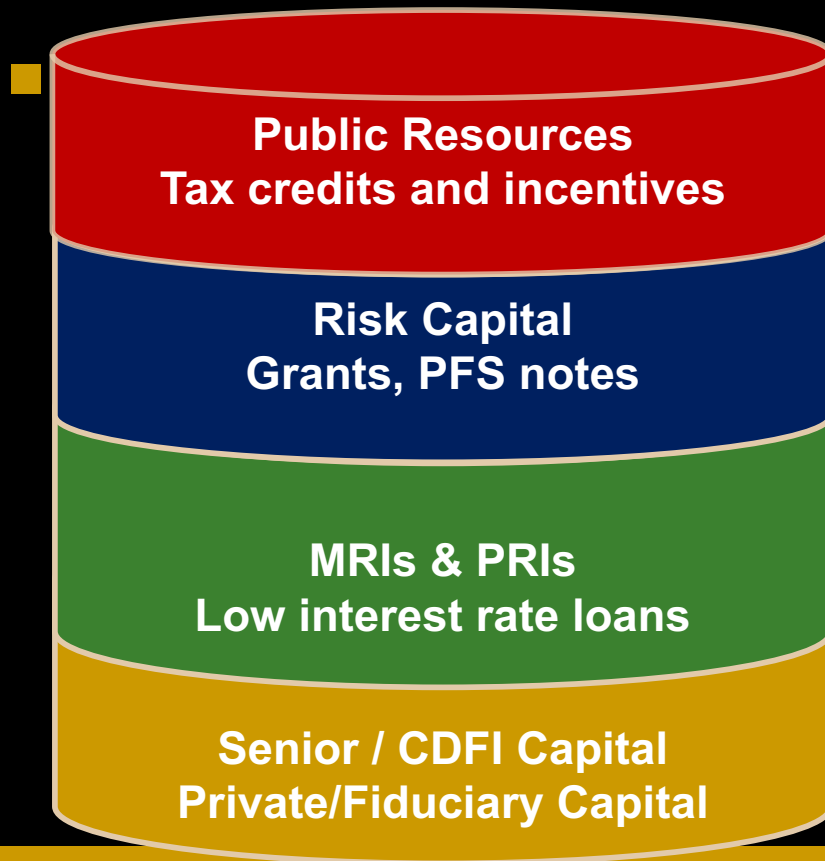 Public Resources
Tax credits and incentives
Risk Capital
Grants, PFS notes
MRIs & PRIs
Low interest rate loans
Senior / CDFI Capital
Private/Fiduciary Capital